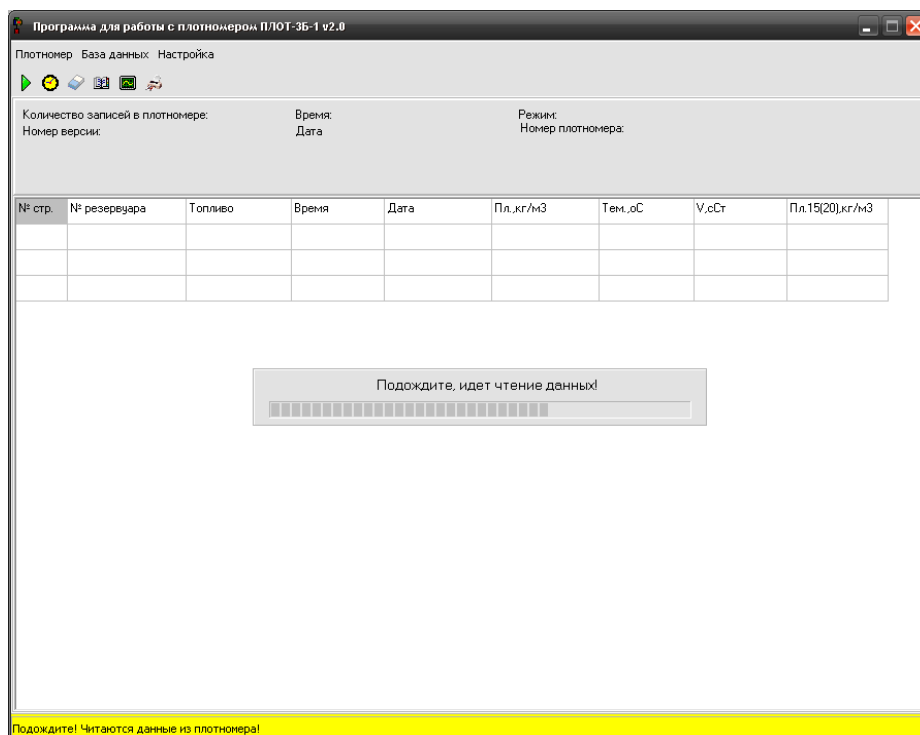 Программа для работы с плотномером ПЛОТ-3Б-1 v2.0
Плотномер База данных Настройка
Количество записей в плотномере: Время: Режим:
Номер версии: Дата Номер плотномера:
№ стр. № резервуара Топливо Время Дата Пл.,кг/м3 Тем.,оС V,сСт Пл.15(20),кг/м3
Подождите, идет чтение данных!
Подождите! Читаются данные из плотномера!